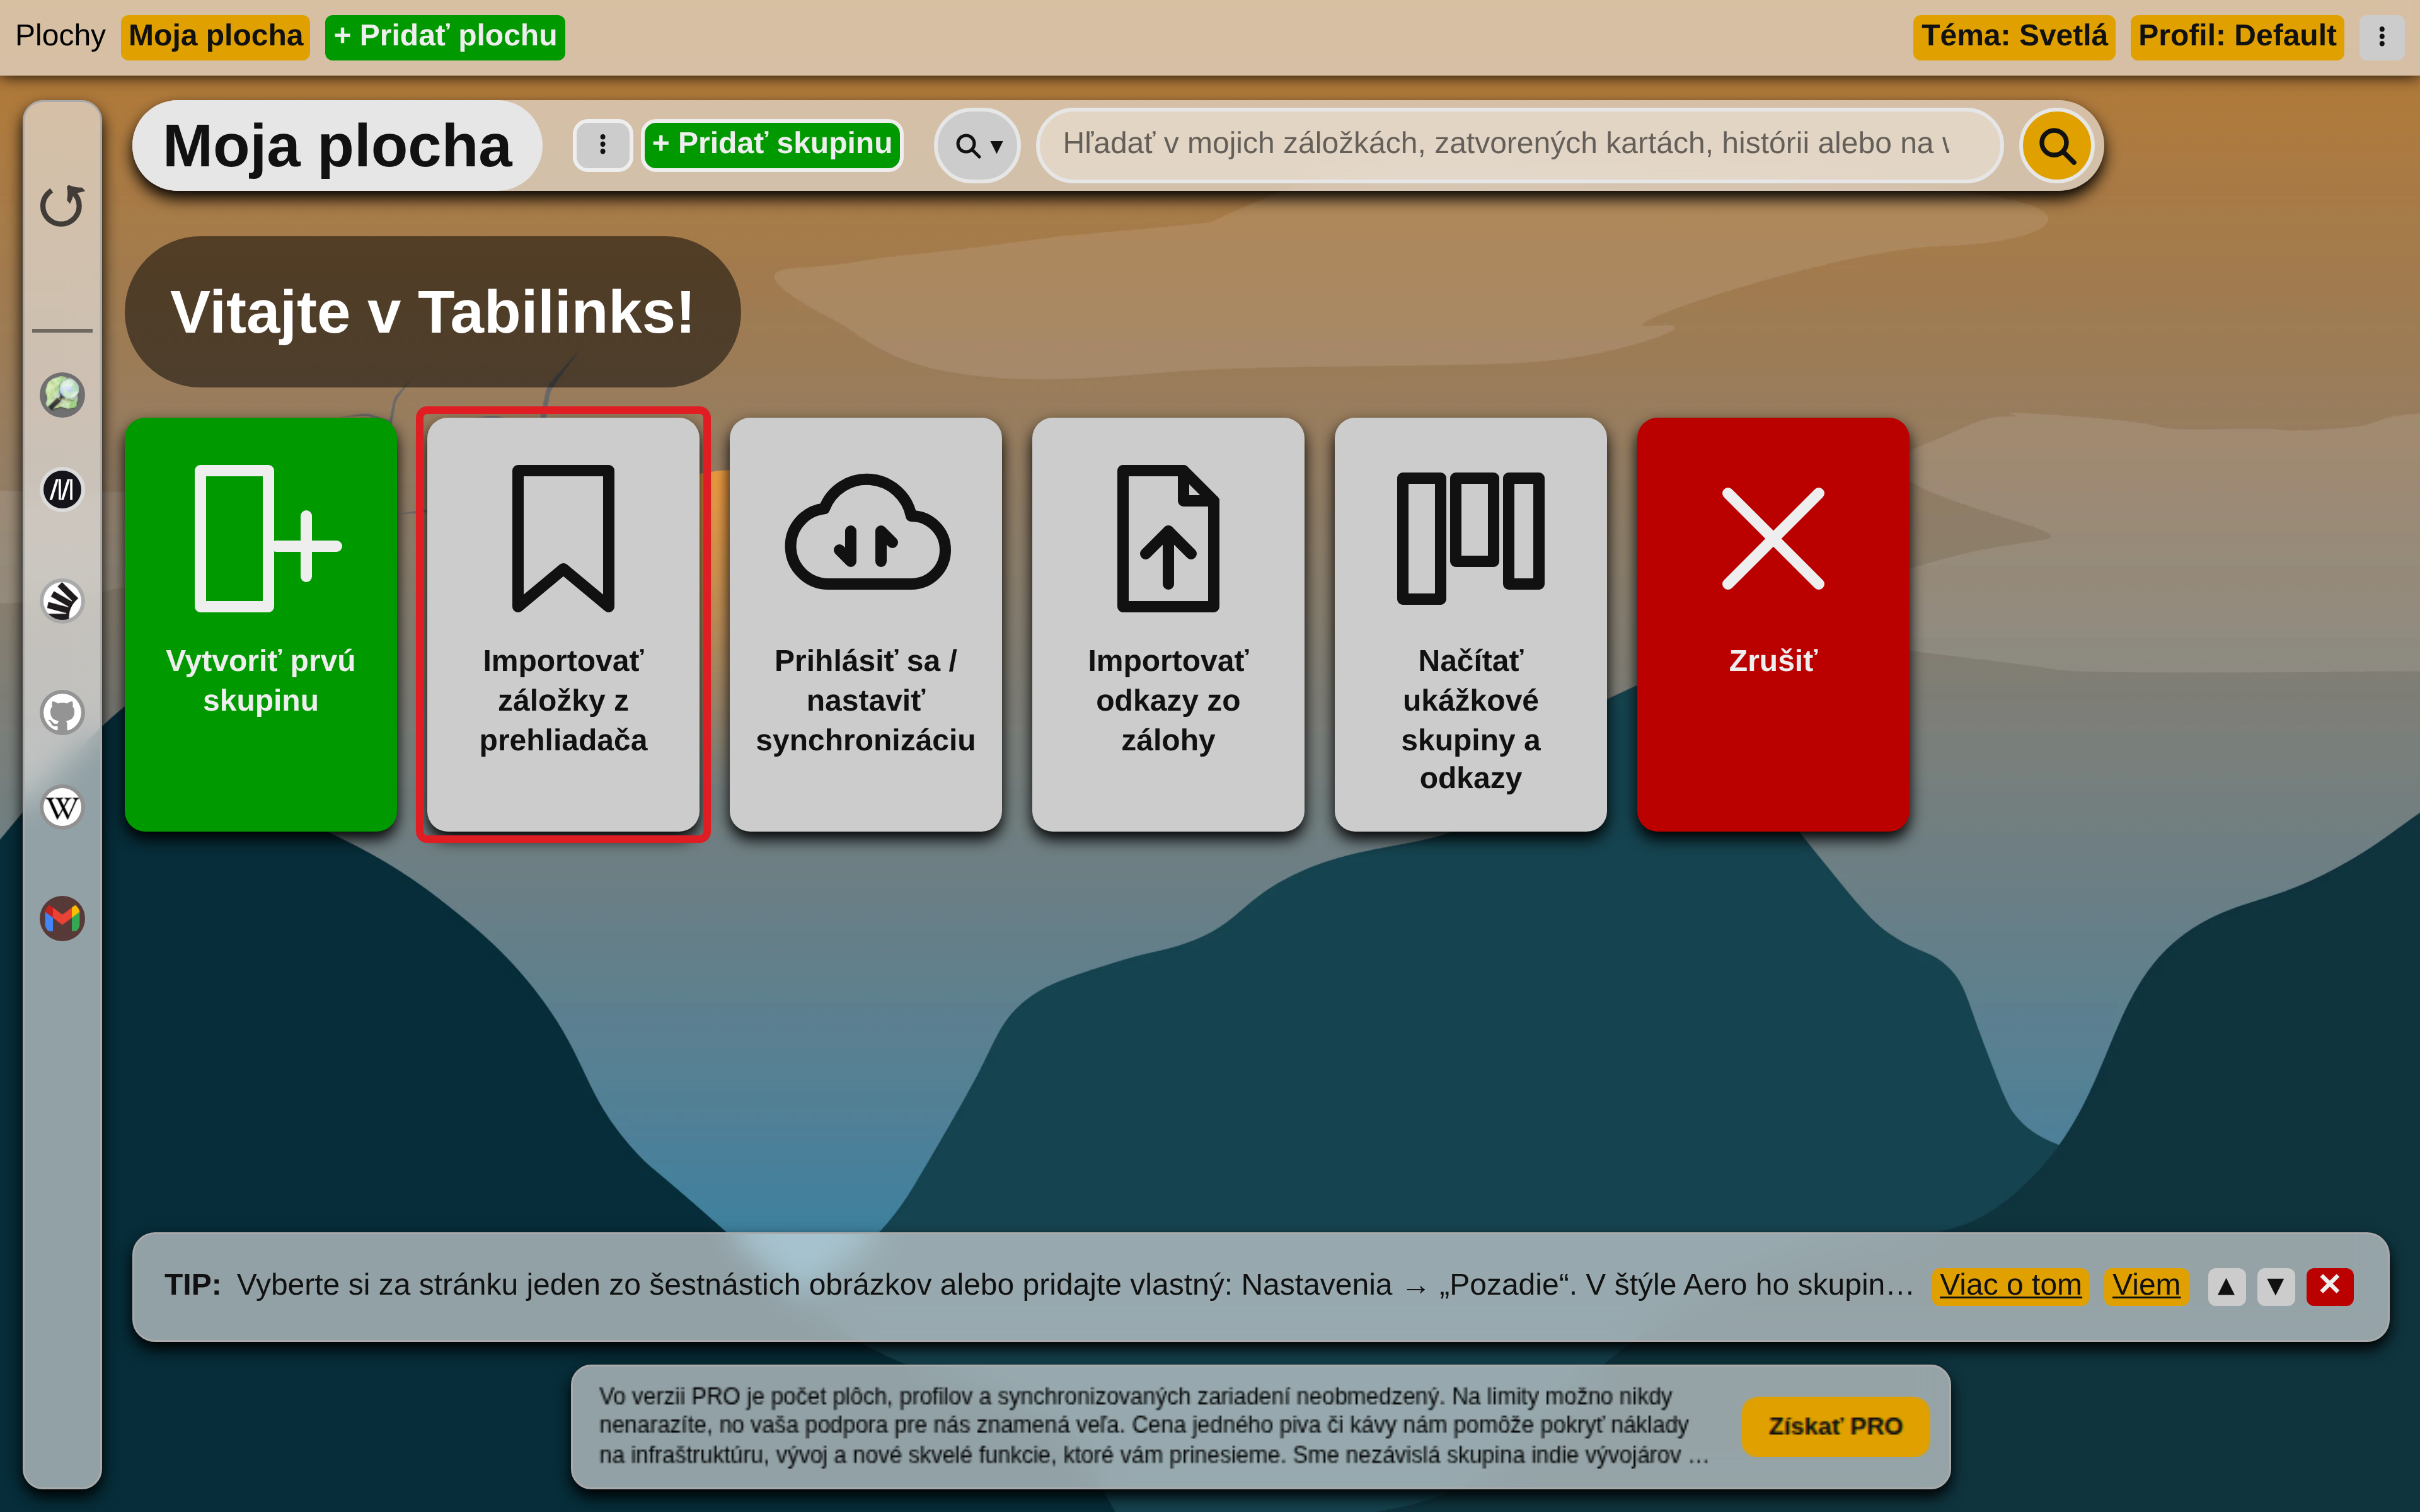 Plochy Moja plocha + Pridať plochu Téma: Svetlá Profil: Default
Moja plocha + Pridať skupinu Hľadať v mojich záložkách, zatvorených kartách, histórii alebo na
Vitajte v Tabilinks!
Vytvoriť prvú
skupinu
Importovať
záložky z
prehliadača
Prihlásiť sa /
nastaviť
synchronizáciu
Importovať
odkazy zo
zálohy
Načítať
ukážkové
skupiny a
odkazy
Zrušiť
W
TIP: Vyberte si za stránku jeden zo šestnástich obrázkov alebo pridajte vlastný: Nastavenia → „Pozadie“. V štýle Aero ho skupin… Viac o tom Viem
Vo verzii PRO je počet plôch, profilov a synchronizovaných zariadení neobmedzený. Na limity možno nikdy
nenarazíte, no vaša podpora pre nás znamená veľa. Cena jedného piva či kávy nám pomôže pokryť náklady
na infraštruktúru, vývoj a nové skvelé funkcie, ktoré vám prinesieme. Sme nezávislá skupina indie vývojárov …
Získať PRO